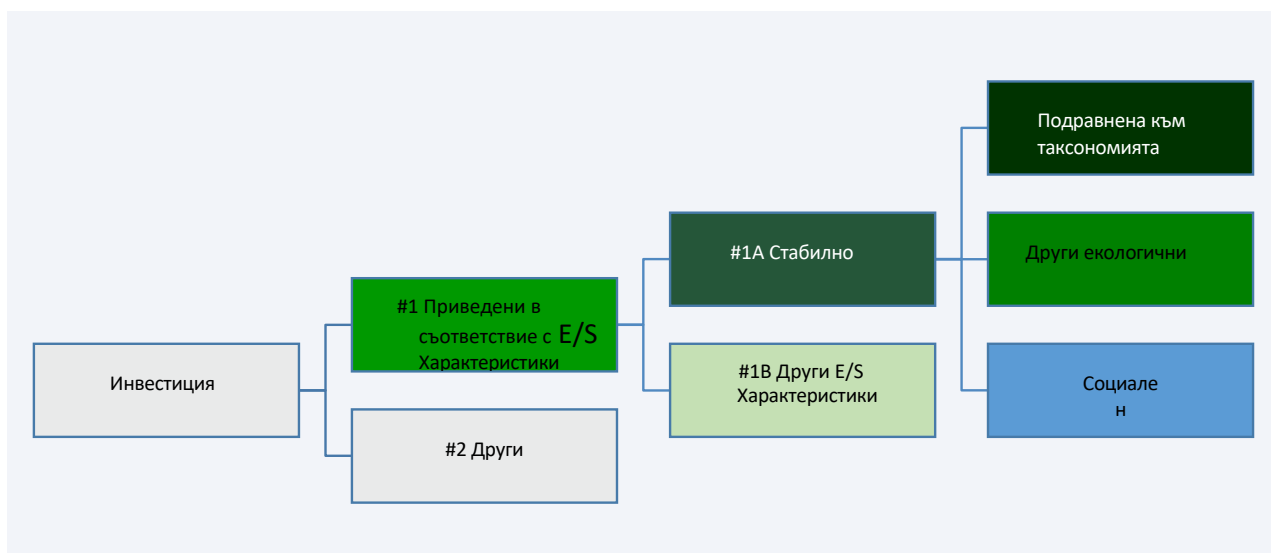 Инвестиция
#1 Приведени в
съответствие с E/S
Характеристики
#2 Други
#1A Стабилно
#1B Други E/S
Характеристики
Подравнена към
таксономията
Други екологични
Социале
н